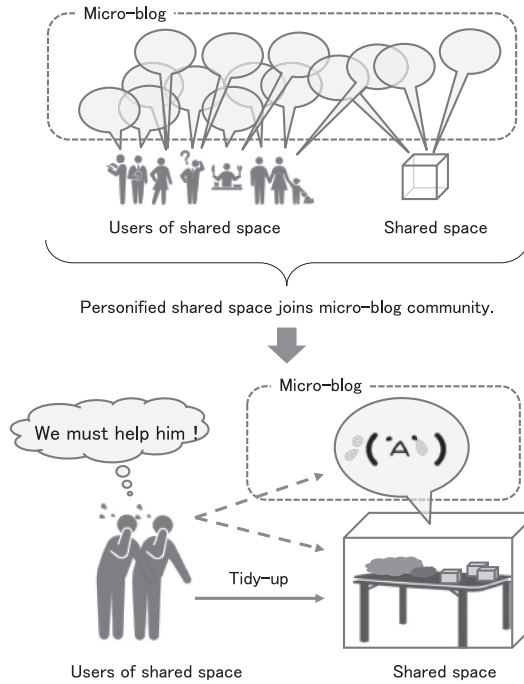 Micro-blog
?
Users of shared space
Shared space
Personified shared space joins micro-blog community.
Micro-blog
We must help him !
(ﾟAﾟ)
Tidy-up
Users of shared space
Shared space